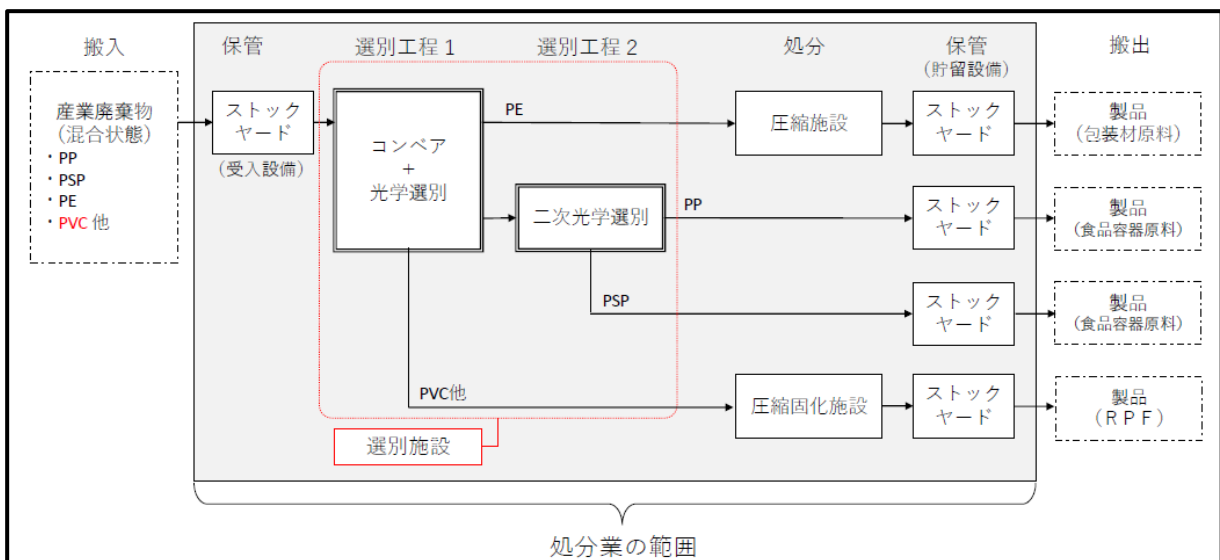 搬入
保管
選別工程1
選別工程2
処分
保管
(貯留設備)
搬出
産業廃棄物
(混合状態)
・PP
・PSP
・PE
・PVC 他
ストック
ヤード
(受入設備)
コンベア
+
光学選別
PE
圧縮施設
ストック
ヤード
製品
(包装材原料)
二次光学選別
PP
ストック
ヤード
製品
(食品容器原料)
PSP
ストック
ヤード
製品
(食品容器原料)
PVC他
圧縮固化施設
ストック
ヤード
製品
(RPF)
選別施設
処分業の範囲